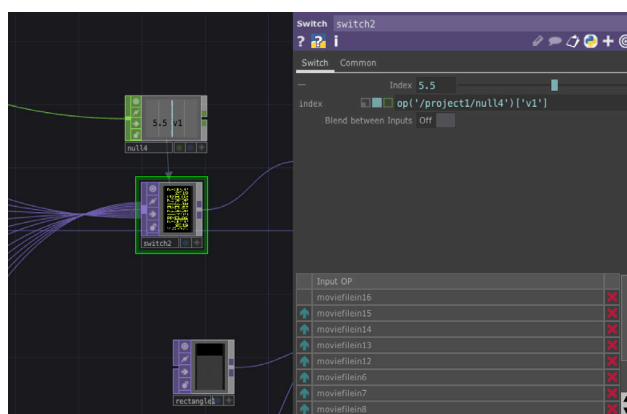 Switch switch2
? ? i
Switch Common
Index 5.5
index op('/project1/null4')['v1']
Blend between Inputs Off
5.5 v1
null4
switch2
rectangle1
Input OP
moviefilein16
moviefilein15
moviefilein14
moviefilein13
moviefilein12
moviefilein6
moviefilein7
moviefilein8